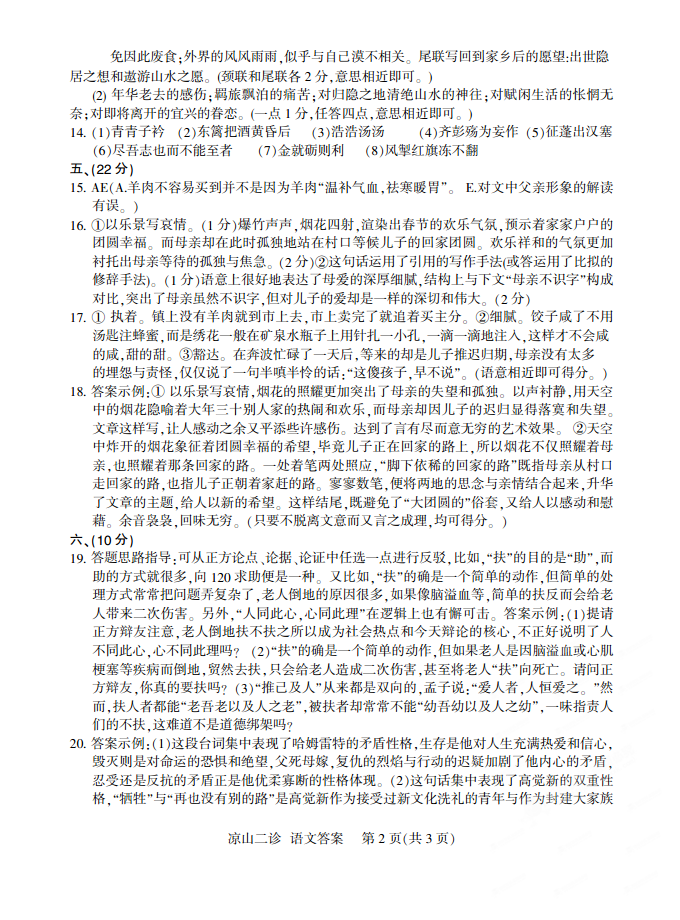 免因此废食;外界的风风雨雨,似乎与自己漠不相关。尾联写回到家乡后的愿望:出世隐
居之想和遨游山水之愿。(颈联和尾联各 2 分,意思相近即可。)
(2) 年华老去的感伤;羁旅飘泊的痛苦;对归隐之地清绝山水的神往;对赋闲生活的怅惘无
奈;对即将离开的宜兴的眷恋。(一点 1 分,任答四点,意思相近即可。)
14. (1)青青子衿 (2)东篱把酒黄昏后 (3)浩浩汤汤 (4)齐彭殇为妄作 (5)征蓬出汉塞
(6)尽吾志也而不能至者 (7)金就砺则利 (8)风掣红旗冻不翻
五、(22 分)
15. AE(A.羊肉不容易买到并不是因为羊肉“温补气血,祛寒暖胃”。 E.对文中父亲形象的解读
有误。)
16. ①以乐景写哀情。(1 分)爆竹声声,烟花四射,渲染出春节的欢乐气氛,预示着家家户户的
团圆幸福。而母亲却在此时孤独地站在村口等候儿子的回家团圆。欢乐祥和的气氛更加
衬托出母亲等待的孤独与焦急。(2 分)②这句话运用了引用的写作手法(或答运用了比拟的
修辞手法)。(1 分)语意上很好地表达了母爱的深厚细腻,结构上与下文“母亲不识字”构成
对比,突出了母亲虽然不识字,但对儿子的爱却是一样的深切和伟大。(2 分)
17. ① 执着。镇上没有羊肉就到市上去,市上卖完了就追着买主分。②细腻。饺子咸了不用
汤匙注蜂蜜,而是绣花一般在矿泉水瓶子上用针扎一小孔,一滴一滴地注入,这样才不会咸
的咸,甜的甜。③豁达。在奔波忙碌了一天后,等来的却是儿子推迟归期,母亲没有太多
的埋怨与责怪,仅仅说了一句半嗔半怜的话:“这傻孩子,早不说”。(语意相近即可得分。)
18. 答案示例:① 以乐景写哀情,烟花的照耀更加突出了母亲的失望和孤独。以声衬静,用天空
中的烟花隐喻着大年三十别人家的热闹和欢乐,而母亲却因儿子的迟归显得落寞和失望。
文章这样写,让人感动之余又平添些许感伤。达到了言有尽而意无穷的艺术效果。 ②天空
中炸开的烟花象征着团圆幸福的希望,毕竟儿子正在回家的路上,所以烟花不仅照耀着母
亲,也照耀着那条回家的路。一处着笔两处照应,“脚下依稀的回家的路”既指母亲从村口
走回家的路,也指儿子正朝着家赶的路。寥寥数笔,便将两地的思念与亲情结合起来,升华
了文章的主题,给人以新的希望。这样结尾,既避免了“大团圆的”俗套,又给人以感动和慰
藉。余音袅袅,回味无穷。(只要不脱离文意而又言之成理,均可得分。)
六、(10 分)
19. 答题思路指导:可从正方论点、论据、论证中任选一点进行反驳,比如,“扶”的目的是“助”,而
助的方式就很多,向 120 求助便是一种。又比如,“扶”的确是一个简单的动作,但简单的处
理方式常常把问题弄复杂了,老人倒地的原因很多,如果像脑溢血等,简单的扶反而会给老
人带来二次伤害。另外,“人同此心,心同此理”在逻辑上也有懈可击。答案示例:(1)提请
正方辩友注意,老人倒地扶不扶之所以成为社会热点和今天辩论的核心,不正好说明了人
不同此心,心不同此理吗? (2)“扶”的确是一个简单的动作,但如果老人是因脑溢血或心肌
梗塞等疾病而倒地,贸然去扶,只会给老人造成二次伤害,甚至将老人“扶”向死亡。请问正
方辩友,你真的要扶吗? (3)“推己及人”从来都是双向的,孟子说:“爱人者,人恒爱之。”然
而,扶人者都能“老吾老以及人之老”,被扶者却常常不能“幼吾幼以及人之幼”,一味指责人
们的不扶,这难道不是道德绑架吗?
20. 答案示例:(1)这段台词集中表现了哈姆雷特的矛盾性格,生存是他对人生充满热爱和信心,
毁灭则是对命运的恐惧和绝望,父死母嫁,复仇的烈焰与行动的迟疑加剧了他内心的矛盾,
忍受还是反抗的矛盾正是他优柔寡断的性格体现。(2)这句话集中表现了高觉新的双重性
格,“牺牲”与“再也没有别的路”是高觉新作为接受过新文化洗礼的青年与作为封建大家族
凉山二诊 语文答案 第 2 页(共 3 页)